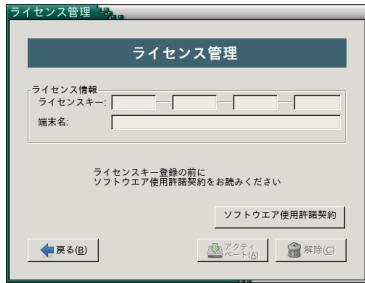 ライセンス管理
ライセンス管理
ライセンス情報
ライセンスキー:
端末名:
ライセンスキー登録の前に
ソフトウエア使用許諾契約をお読みください
ソフトウエア使用許諾契約
戻る(B)
アクティ
ベート(A)
解除(C)